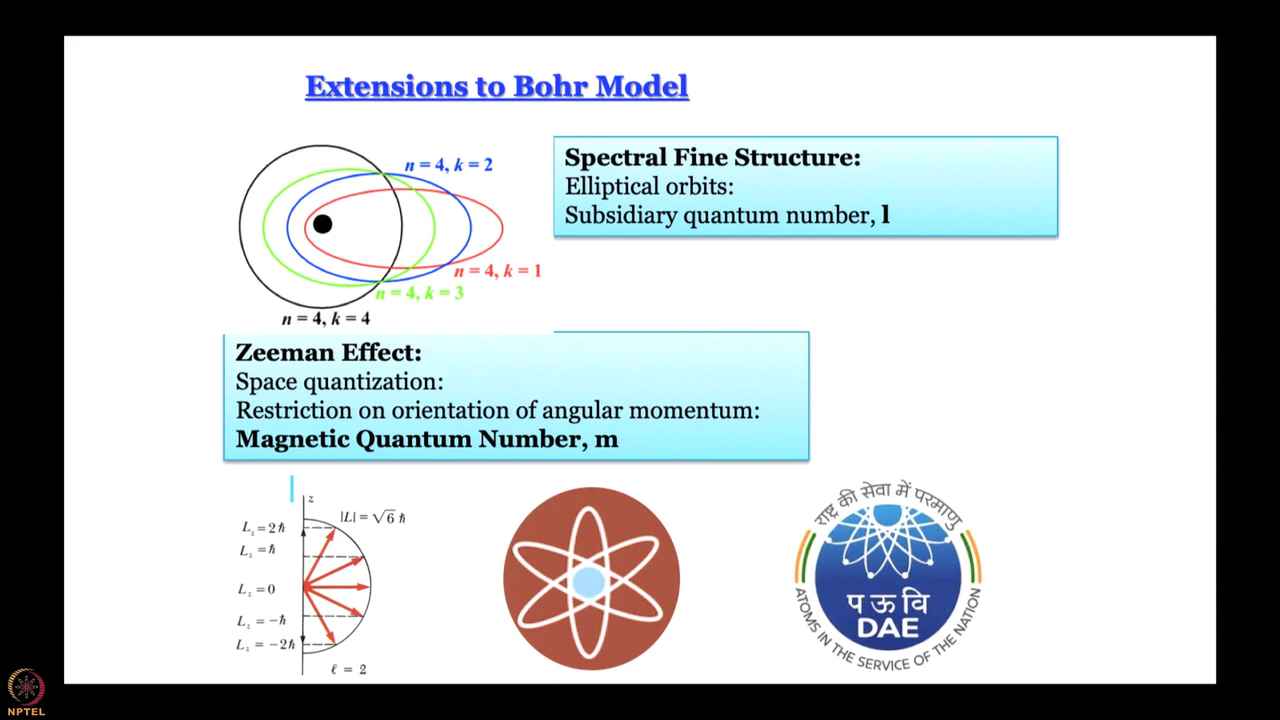 Extensions to Bohr Model
n = 4, k = 2
n = 4, k = 1
n = 4, k = 3
n = 4, k = 4
Spectral Fine Structure:
Elliptical orbits:
Subsidiary quantum number, l
Zeeman Effect:
Space quantization:
Restriction on orientation of angular momentum:
Magnetic Quantum Number, m
z
|L| = √6 ℏ
L_z = 2ℏ
L_z = ℏ
L_z = 0
L_z = −ℏ
L_z = −2ℏ
ℓ = 2
राष्ट्र की सेवा में परमाणु
प ऊ वि
DAE
ATOMS IN THE SERVICE OF THE NATION
NPTEL